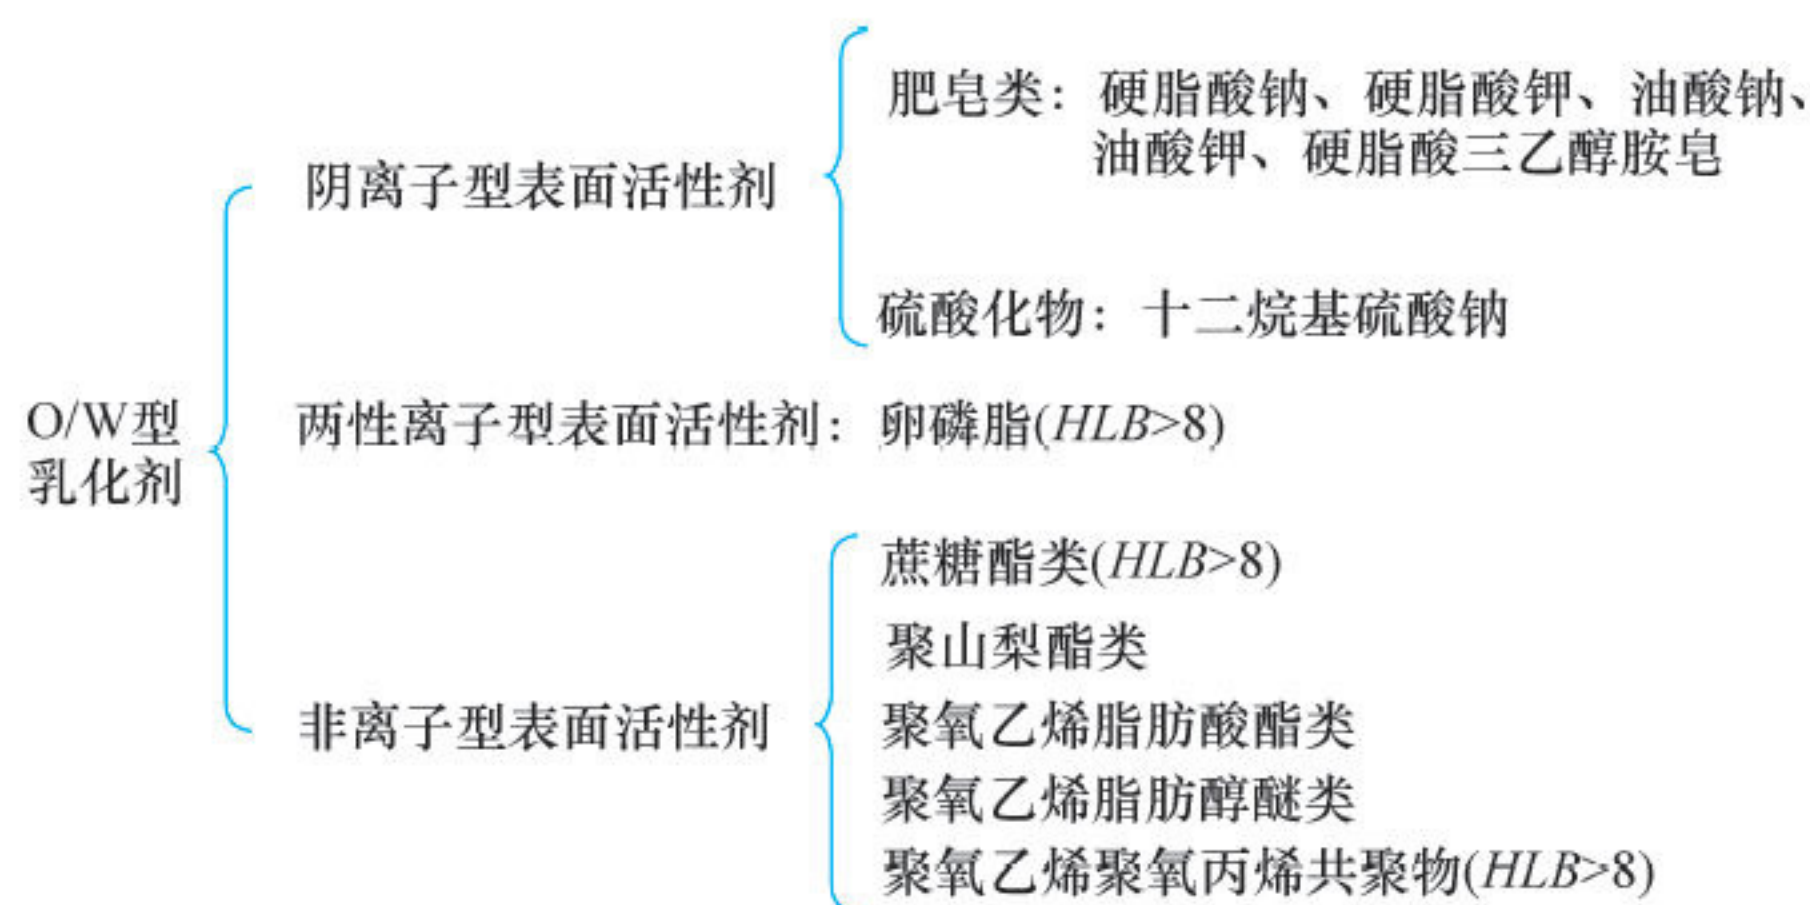 肥皂类：硬脂酸钠、硬脂酸钾、油酸钠、
油酸钾、硬脂酸三乙醇胺皂
阴离子型表面活性剂
硫酸化物：十二烷基硫酸钠
O/W型
乳化剂
两性离子型表面活性剂：卵磷脂(HLB>8)
蔗糖酯类(HLB>8)
聚山梨酯类
非离子型表面活性剂
聚氧乙烯脂肪酸酯类
聚氧乙烯脂肪醇醚类
聚氧乙烯聚氧丙烯共聚物(HLB>8)